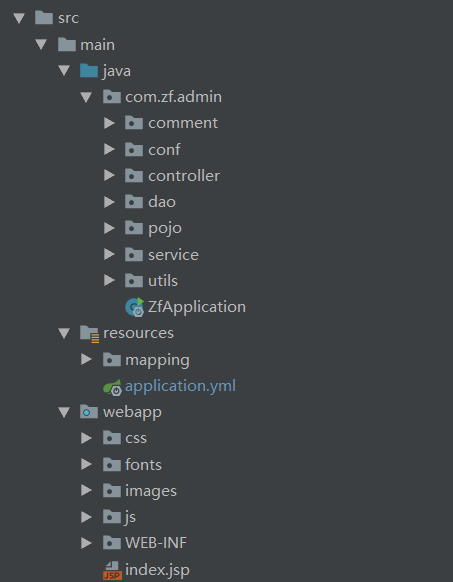 src
main
java
com.zf.admin
comment
conf
controller
dao
pojo
service
utils
ZfApplication
resources
mapping
application.yml
webapp
css
fonts
images
js
WEB-INF
JSP index.jsp